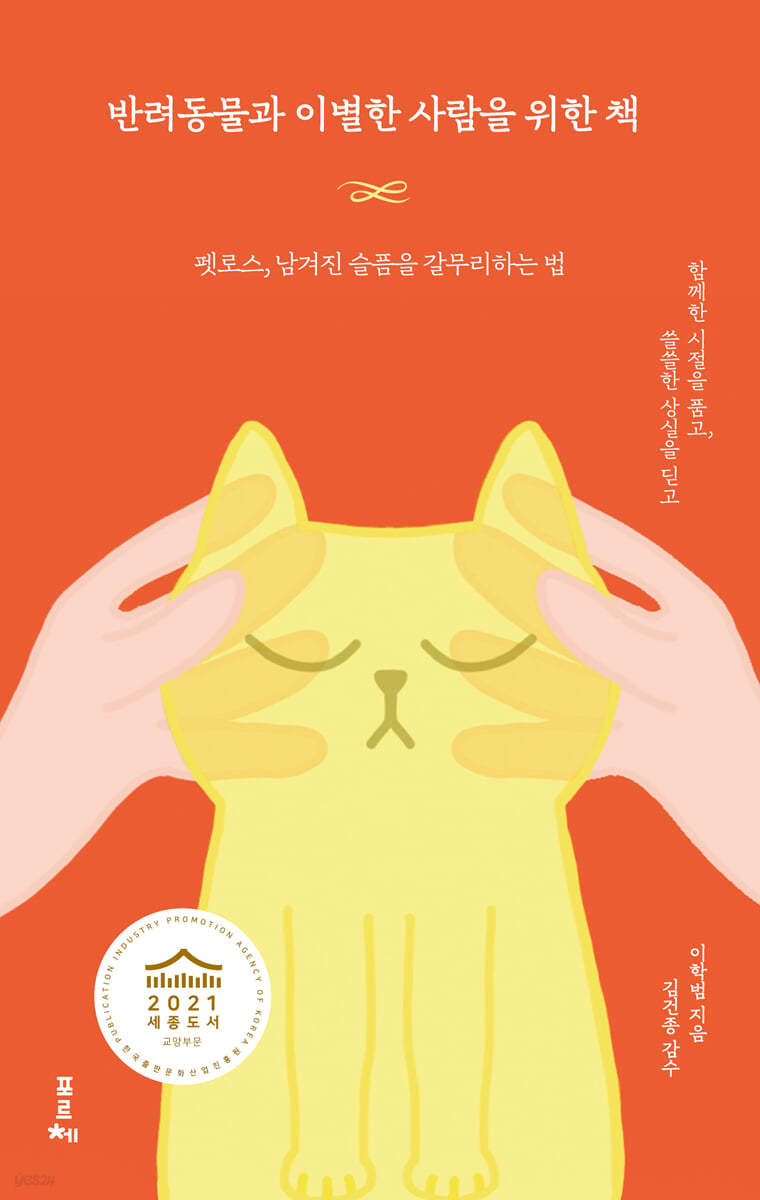 반려동물과 이별한 사람을 위한 책
펫로스, 남겨진 슬픔을 갈무리하는 법
함께한 시절을 품고,
쓸쓸한 상실을 딛고
이학범 지음
김건종 감수
PUBLICATION INDUSTRY PROMOTION AGENCY OF KOREA
2021
세종도서
교양부문
한국출판문화산업진흥원
포르체
yes24